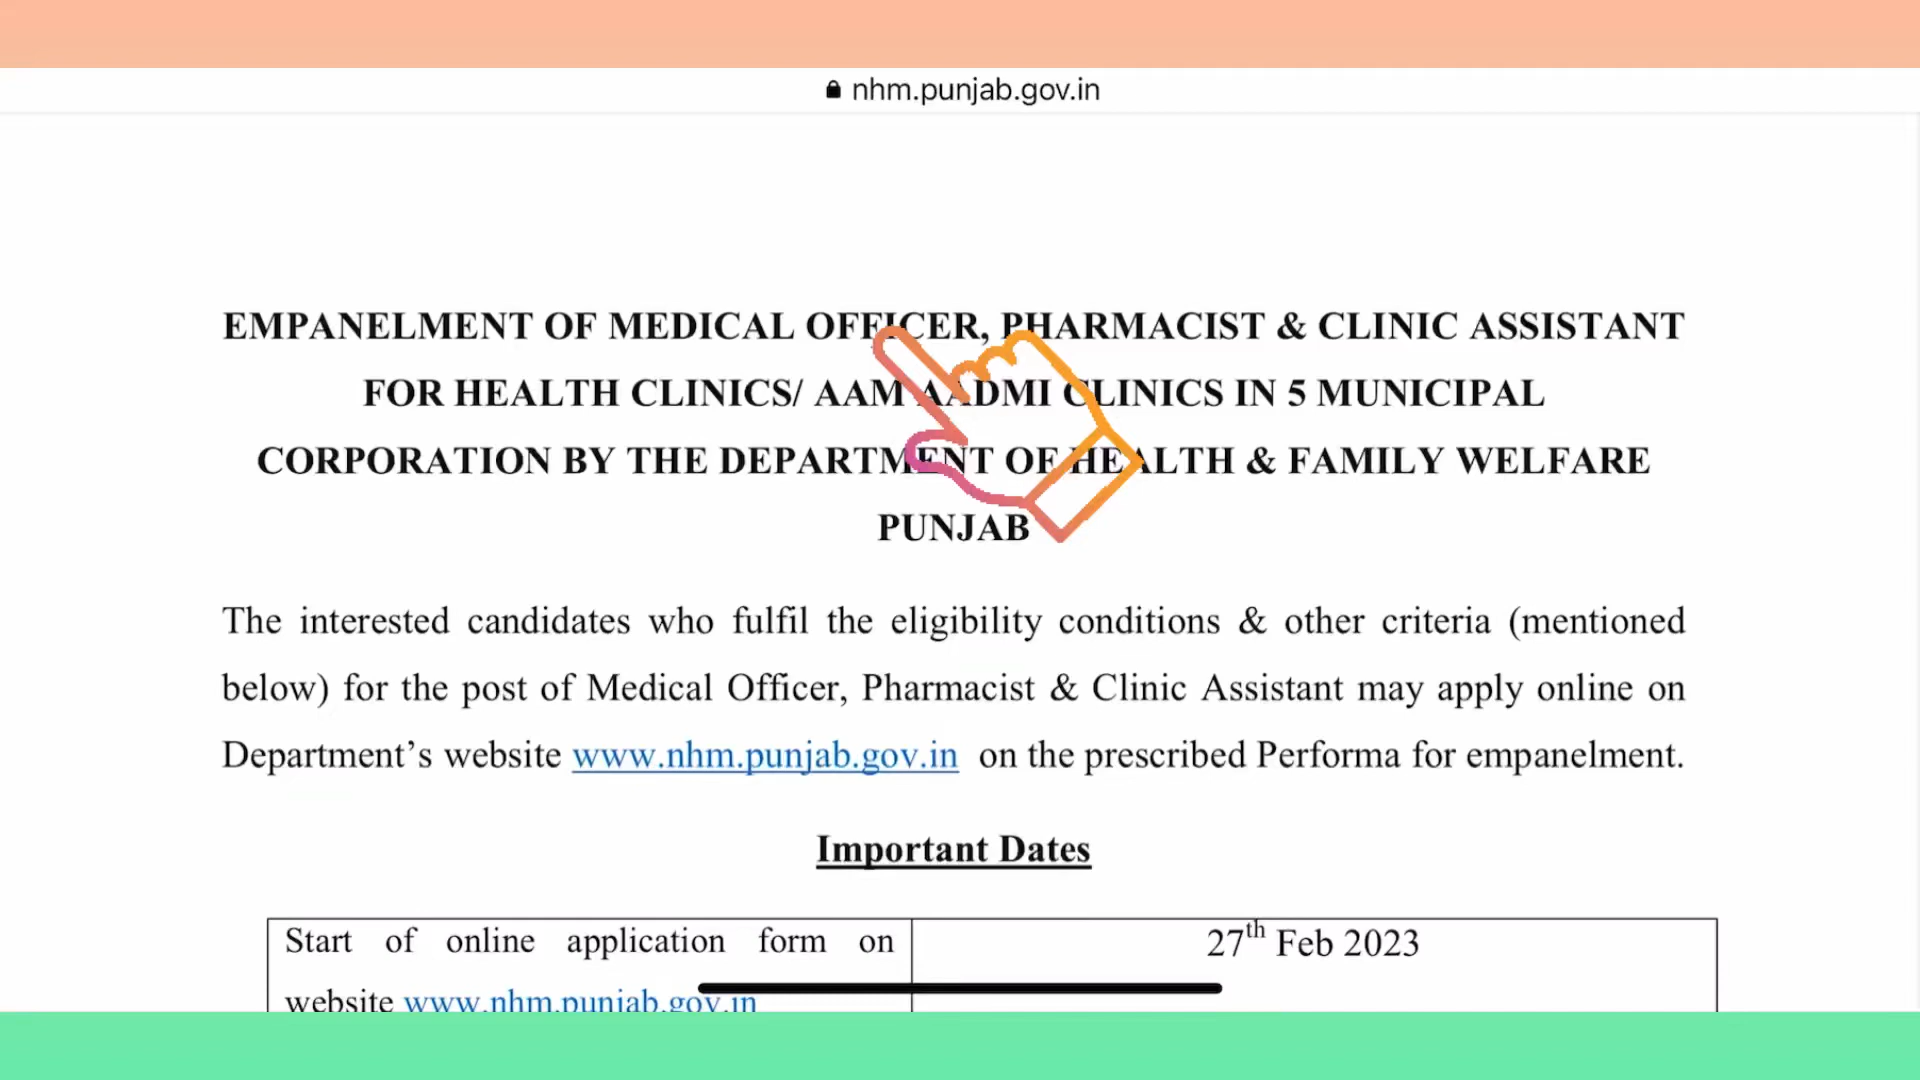 nhm.punjab.gov.in
EMPANELMENT OF MEDICAL OFFICER, PHARMACIST & CLINIC ASSISTANT
FOR HEALTH CLINICS/ AAM AADMI CLINICS IN 5 MUNICIPAL
CORPORATION BY THE DEPARTMENT OF HEALTH & FAMILY WELFARE
PUNJAB
The interested candidates who fulfil the eligibility conditions & other criteria (mentioned
below) for the post of Medical Officer, Pharmacist & Clinic Assistant may apply online on
Department’s website www.nhm.punjab.gov.in on the prescribed Performa for empanelment.
Important Dates
Start of online application form on 27th Feb 2023
website www.nhm.punjab.gov.in